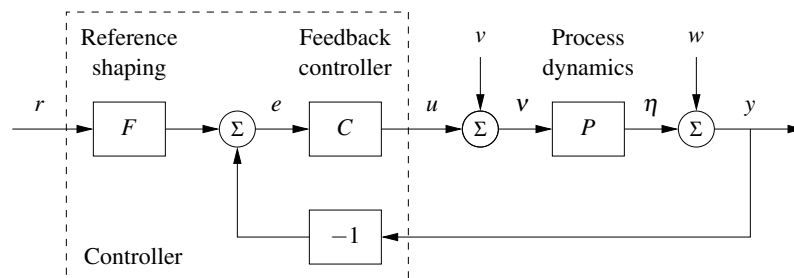 Reference
shaping
Feedback
controller
v
Process
dynamics
w
r
F
Σ
e
C
u
Σ
ν
P
η
Σ
y
−1
Controller